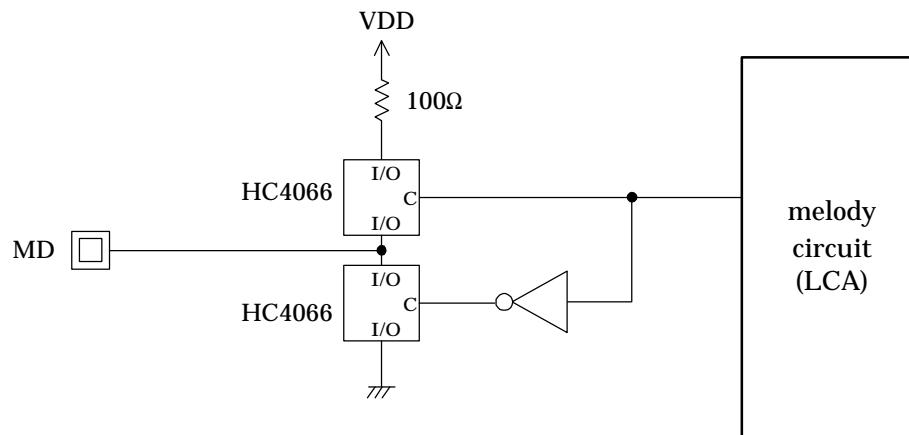 VDD
100Ω
I/O
HC4066
C
I/O
melody
circuit
(LCA)
MD
I/O
HC4066
C
I/O